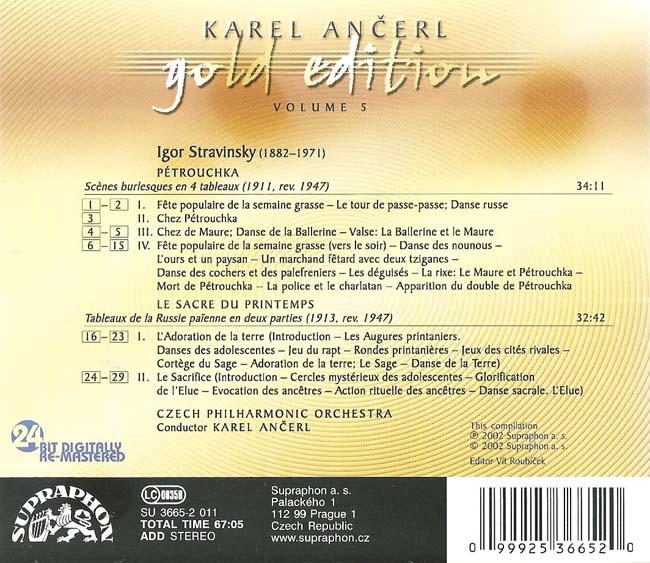 KAREL ANČERL
gold edition
VOLUME 5
Igor Stravinsky (1882–1971)
PÉTROUCHKA
Scènes burlesques en 4 tableaux (1911, rev. 1947) 34:11
1 – 2 I. Fête populaire de la semaine grasse – Le tour de passe-passe; Danse russe
3 II. Chez Pétrouchka
4 – 5 III. Chez de Maure; Danse de la Ballerine – Valse: La Ballerine et le Maure
6 – 15 IV. Fête populaire de la semaine grasse (vers le soir) – Danse des nounous –
L'ours et un paysan – Un marchand fêtard avec deux tziganes –
Danse des cochers et des palefreniers – Les déguisés – La rixe: Le Maure et Pétrouchka –
Mort de Pétrouchka – La police et le charlatan – Apparition du double de Pétrouchka
LE SACRE DU PRINTEMPS
Tableaux de la Russie païenne en deux parties (1913, rev. 1947) 32:42
16 – 23 I. L'Adoration de la terre (Introduction – Les Augures printaniers.
Danses des adolescentes – Jeu du rapt – Rondes printanières – Jeux des cités rivales –
Cortège du Sage – Adoration de la terre; Le Sage – Danse de la Terre)
24 – 29 II. Le Sacrifice (Introduction – Cercles mystérieux des adolescentes – Glorification
de l'Elue – Evocation des ancêtres – Action rituelle des ancêtres – Danse sacrale. L'Elue)
CZECH PHILHARMONIC ORCHESTRA
Conductor KAREL ANČERL
This compilation
℗ 2002 Supraphon a. s.
© 2002 Supraphon a. s.
Editor Vít Roubíček
24
BIT DIGITALLY
RE-MASTERED
SUPRAPHON
LC 00358
SU 3665-2 011
TOTAL TIME 67:05
ADD STEREO
Supraphon a. s.
Palackého 1
112 99 Prague 1
Czech Republic
www.supraphon.cz
0 99925 36652 0